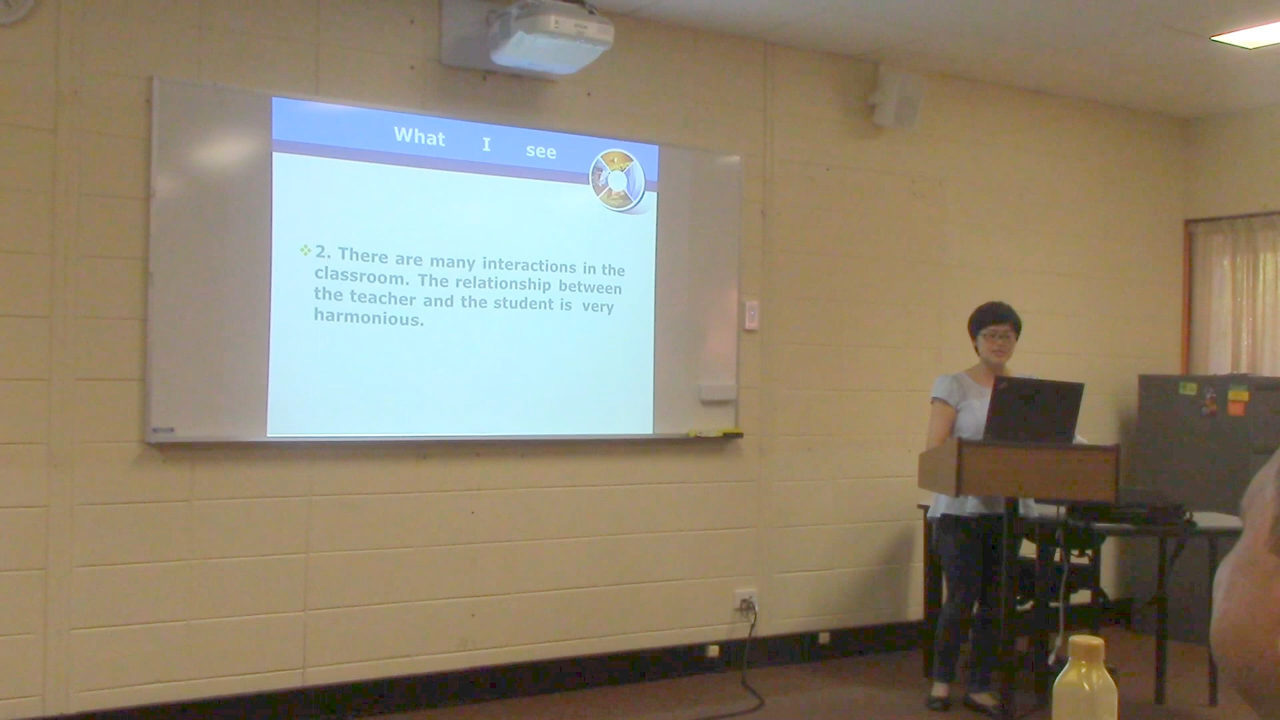 What I see
2. There are many interactions in the
classroom. The relationship between
the teacher and the student is very
harmonious.